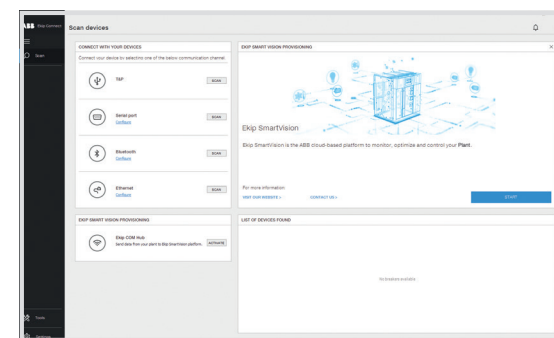 ABB Ekip Connect
Scan devices
Scan
CONNECT WITH YOUR DEVICES
Connect your device by selecting one of the below communication channel.
T&P
SCAN
Serial port
Configure
SCAN
Bluetooth
Configure
SCAN
Ethernet
Configure
SCAN
EKIP SMART VISION PROVISIONING
Ekip SmartVision
Ekip SmartVision is the ABB cloud-based platform to monitor, optimize and control your Plant.
For more information
VISIT OUR WEBSITE >
CONTACT US >
START
EKIP SMART VISION PROVISIONING
Ekip COM Hub
Send data from your plant to Ekip SmartVision platform.
ACTIVATE
LIST OF DEVICES FOUND
No breakers available
Tools
Settings